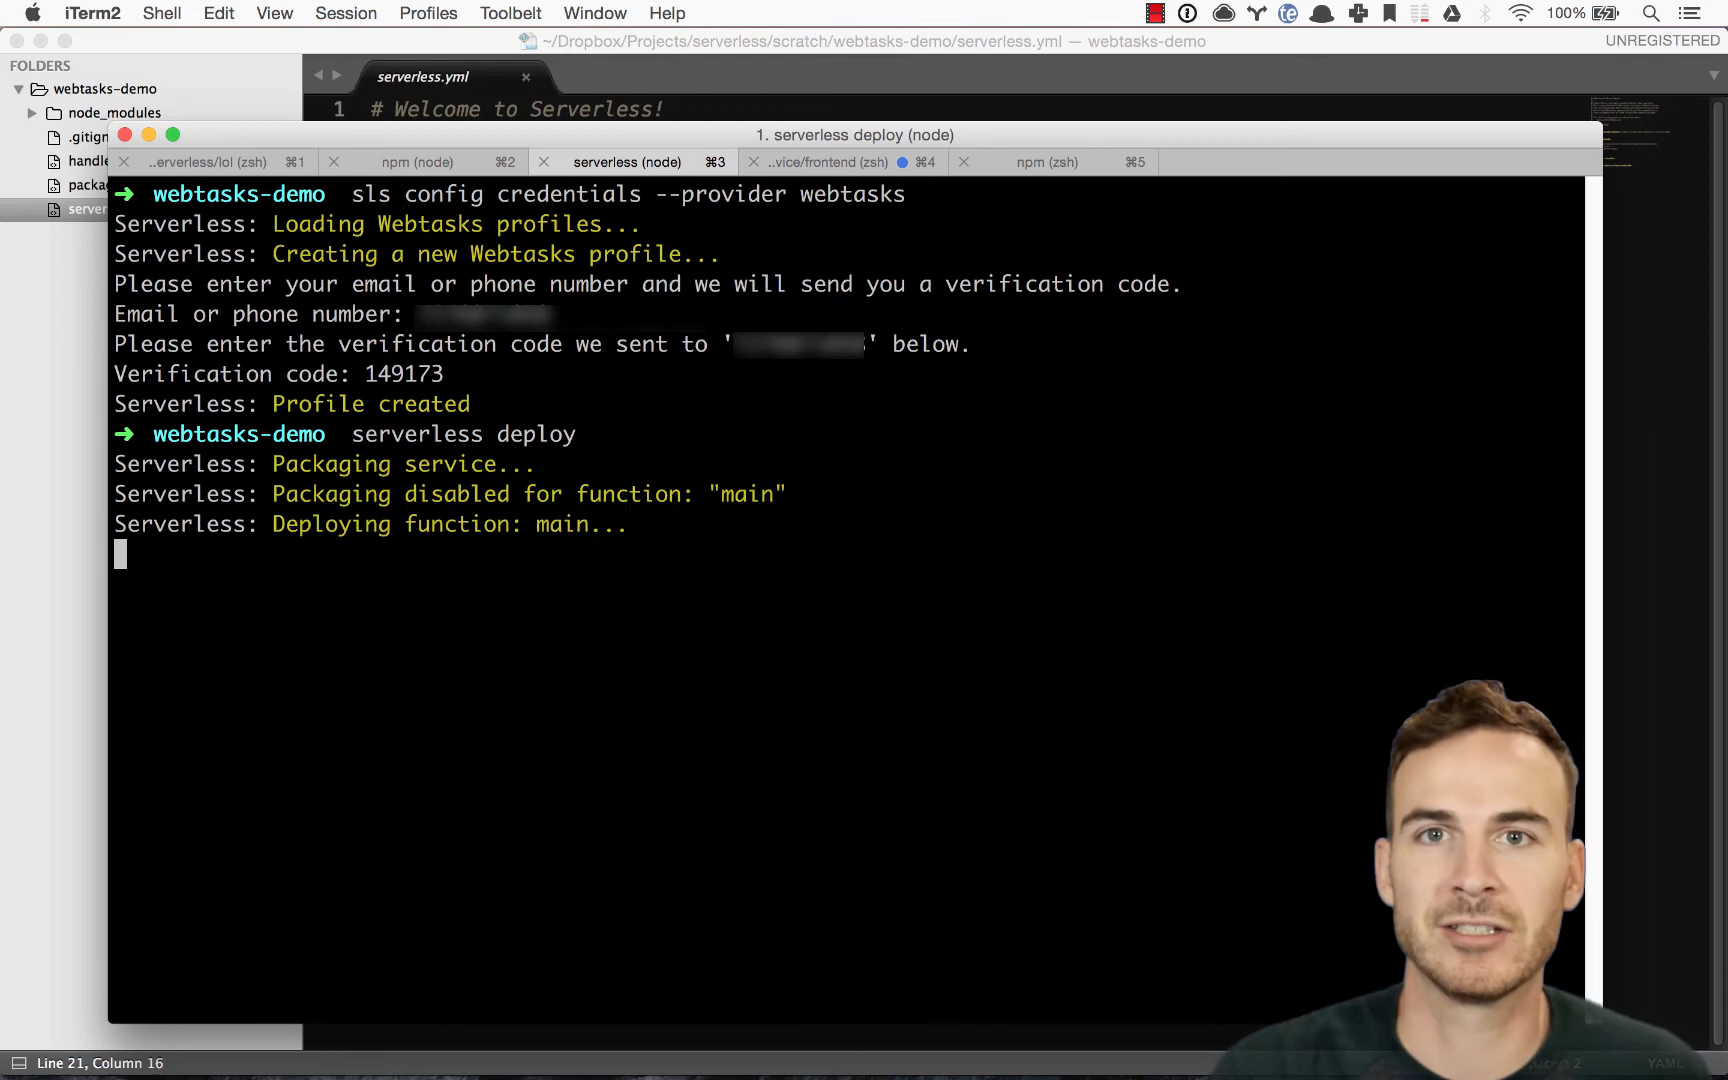 iTerm2 Shell Edit View Session Profiles Toolbelt Window Help 100%
~/Dropbox/Projects/serverless/scratch/webtasks-demo/serverless.yml — webtasks-demo UNREGISTERED
FOLDERS
webtasks-demo
node_modules
.gitign
handle
packa
server
serverless.yml
1 # Welcome to Serverless!
1. serverless deploy (node)
..erverless/lol (zsh) ⌘1 npm (node) ⌘2 serverless (node) ⌘3 ..vice/frontend (zsh) ⌘4 npm (zsh) ⌘5
➜ webtasks-demo sls config credentials --provider webtasks
Serverless: Loading Webtasks profiles...
Serverless: Creating a new Webtasks profile...
Please enter your email or phone number and we will send you a verification code.
Email or phone number:
Please enter the verification code we sent to ' ' below.
Verification code: 149173
Serverless: Profile created
➜ webtasks-demo serverless deploy
Serverless: Packaging service...
Serverless: Packaging disabled for function: "main"
Serverless: Deploying function: main...
Line 21, Column 16
YAML